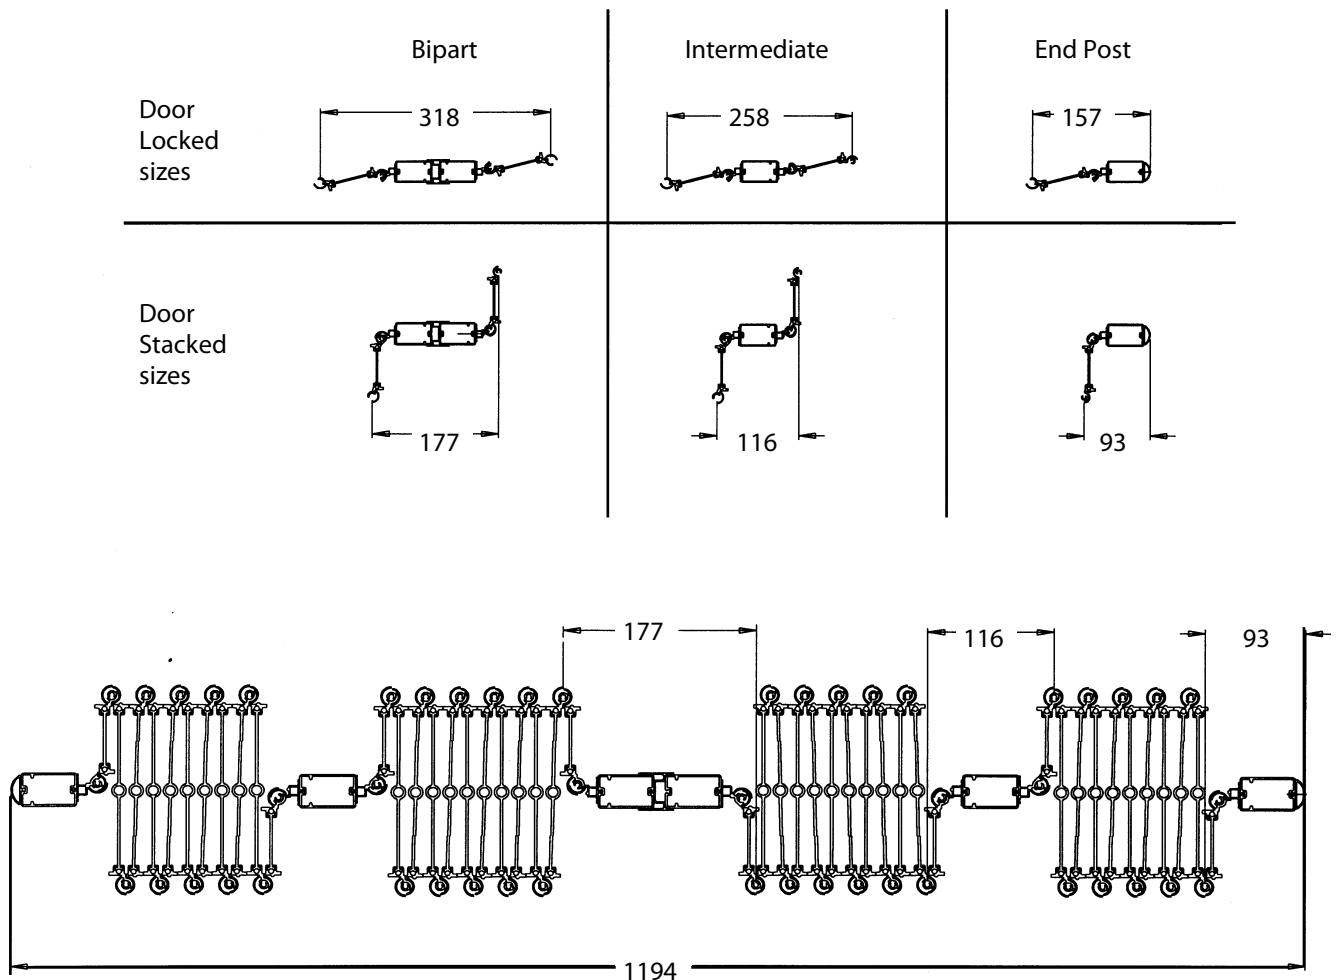 Bipart
Intermediate
End Post
Door
Locked
sizes
318
258
157
Door
Stacked
sizes
177
116
93
177
116
93
1194